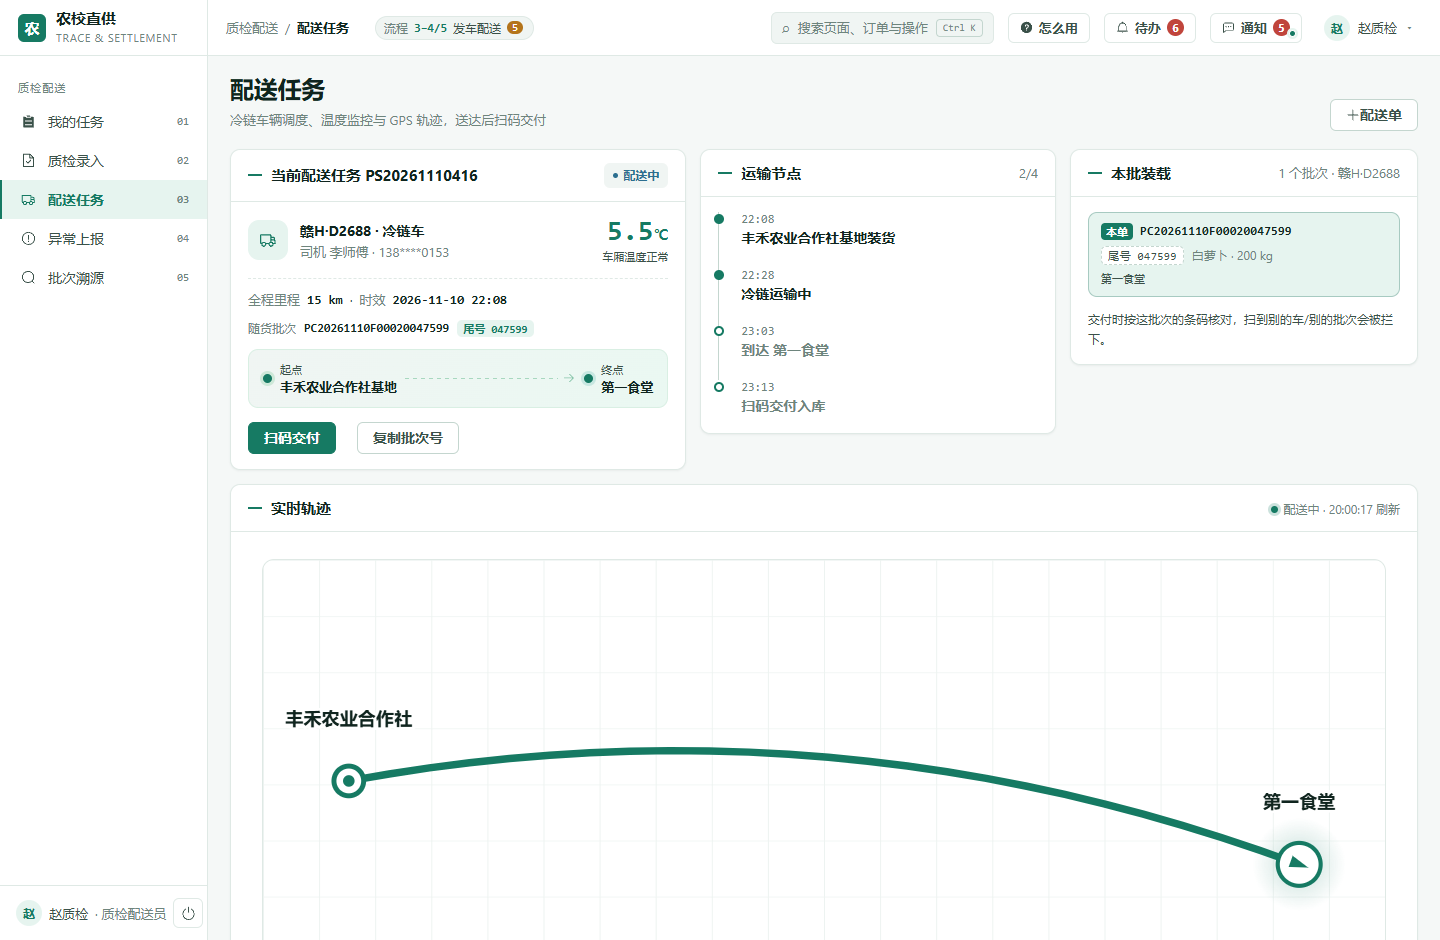 农
农校直供
TRACE & SETTLEMENT
质检配送
我的任务 01
质检录入 02
配送任务 03
异常上报 04
批次溯源 05
赵
赵质检 · 质检配送员
质检配送 / 配送任务
流程 3-4/5 发车配送 5
搜索页面、订单与操作 Ctrl K
怎么用
待办 6
通知 5
赵 赵质检
配送任务
冷链车辆调度、温度监控与 GPS 轨迹，送达后扫码交付
＋配送单
当前配送任务 PS20261110416
配送中
赣H·D2688 · 冷链车
司机 李师傅 · 138****0153
5.5℃
车厢温度正常
全程里程 15 km · 时效 2026-11-10 22:08
随货批次 PC20261110F00020047599 尾号 047599
起点
丰禾农业合作社基地
终点
第一食堂
扫码交付
复制批次号
运输节点 2/4
22:08
丰禾农业合作社基地装货
22:28
冷链运输中
23:03
到达 第一食堂
23:13
扫码交付入库
本批装载 1 个批次 · 赣H·D2688
本单 PC20261110F00020047599
尾号 047599 白萝卜 · 200 kg
第一食堂
交付时按这批次的条码核对，扫到别的车/别的批次会被拦
下。
实时轨迹
配送中 · 20:00:17 刷新
丰禾农业合作社
第一食堂